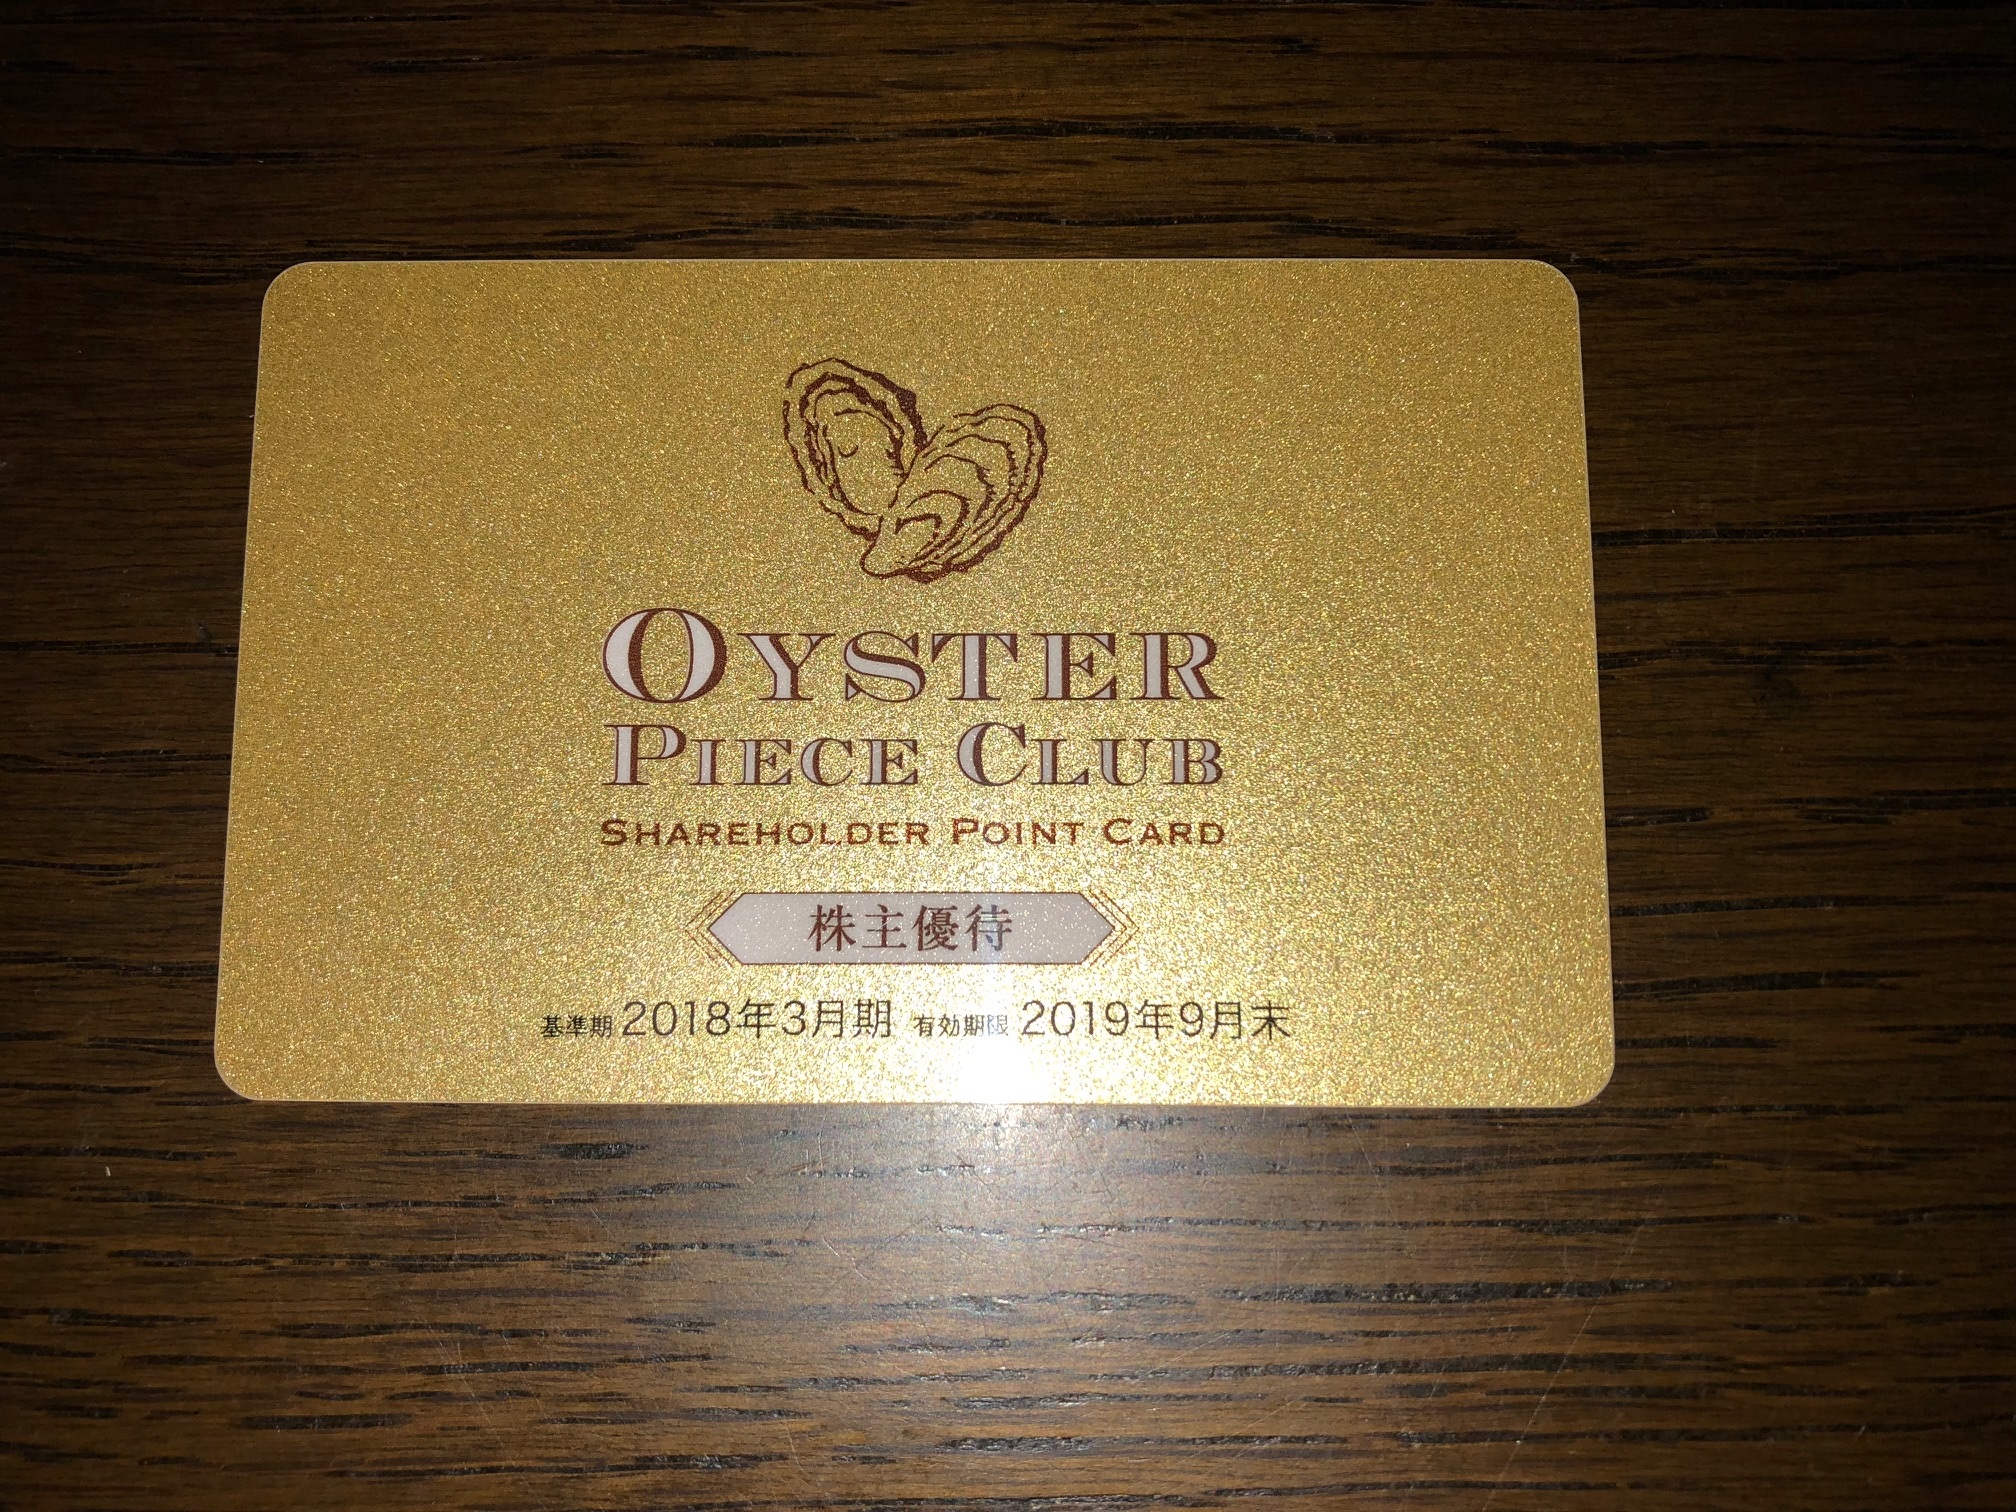 OYSTER
PIECE CLUB
SHAREHOLDER POINT CARD
株主優待
基準期 2018年3月期 有効期限 2019年9月末